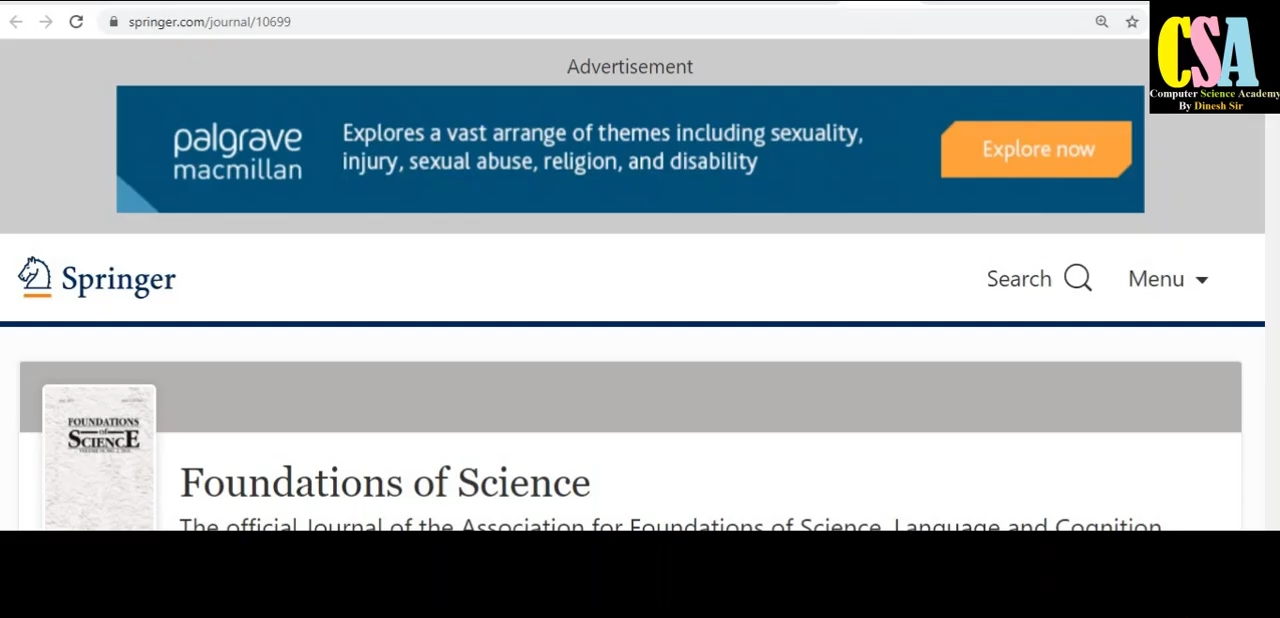 springer.com/journal/10699
CSA
Computer Science Academy
By Dinesh Sir
Advertisement
palgrave
macmillan
Explores a vast arrange of themes including sexuality,
injury, sexual abuse, religion, and disability
Explore now
Springer
Search
Menu
FOUNDATIONS
of
SCIENCE
Foundations of Science
The official Journal of the Association for Foundations of Science, Language and Cognition